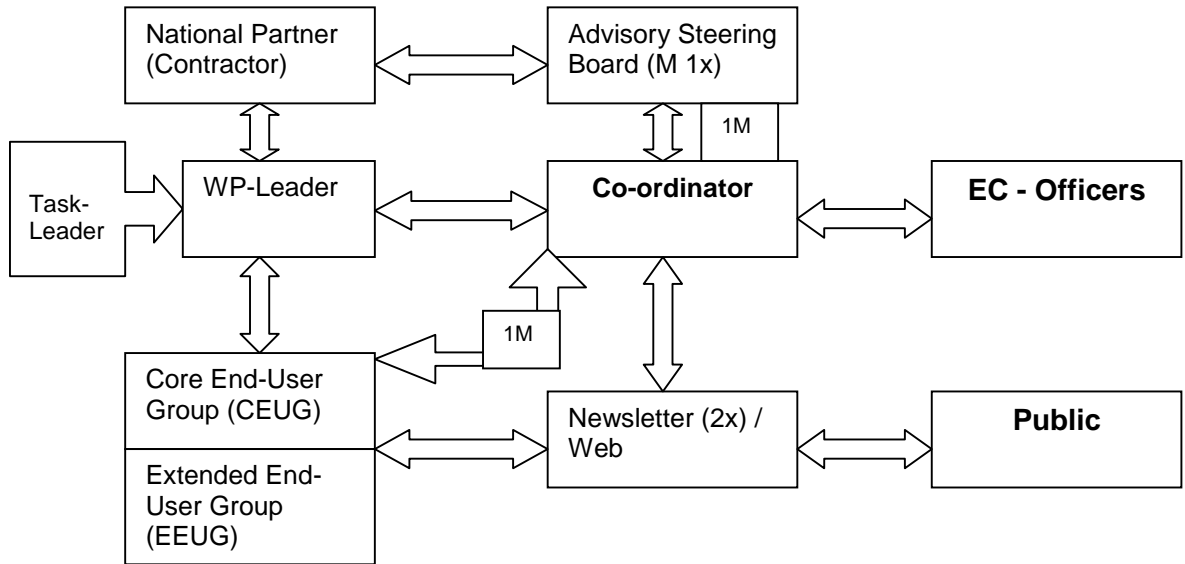 National Partner
(Contractor)
Advisory Steering
Board (M 1x)
1M
Task-
Leader
WP-Leader
Co-ordinator
EC - Officers
1M
Core End-User
Group (CEUG)
Newsletter (2x) /
Web
Public
Extended End-
User Group
(EEUG)